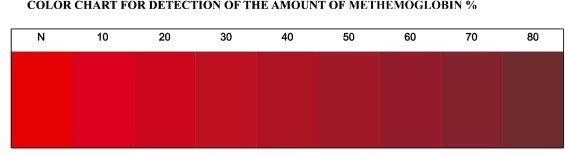 COLOR CHART FOR DETECTION OF THE AMOUNT OF METHEMOGLOBIN %
N 10 20 30 40 50 60 70 80